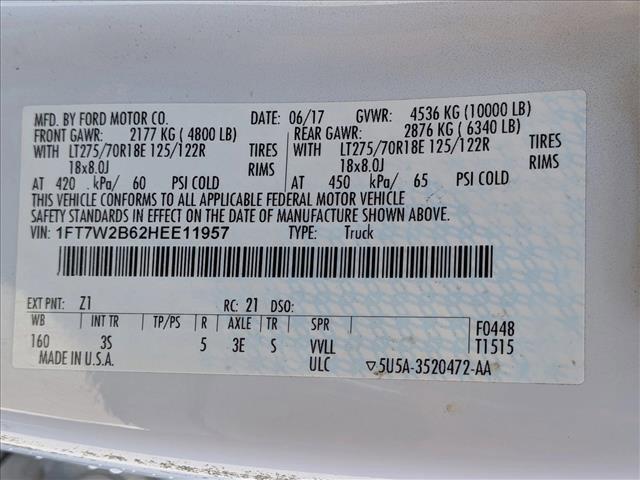 MFD. BY FORD MOTOR CO. DATE: 06/17 GVWR: 4536 KG (10000 LB)
FRONT GAWR: 2177 KG ( 4800 LB) REAR GAWR: 2876 KG ( 6340 LB)
WITH LT275/70R18E 125/122R TIRES WITH LT275/70R18E 125/122R TIRES
18x8.0J RIMS 18x8.0J RIMS
AT 420 . kPa/ 60 PSI COLD AT 450 kPa/ 65 PSI COLD
THIS VEHICLE CONFORMS TO ALL APPLICABLE FEDERAL MOTOR VEHICLE
SAFETY STANDARDS IN EFFECT ON THE DATE OF MANUFACTURE SHOWN ABOVE.
VIN: 1FT7W2B62HEE11957 TYPE: Truck
EXT PNT: Z1 RC: 21 DSO:
WB INT TR TP/PS R AXLE TR SPR F0448
160 3S 5 3E S VVLL T1515
MADE IN U.S.A. ULC ▽5U5A-3520472-AA